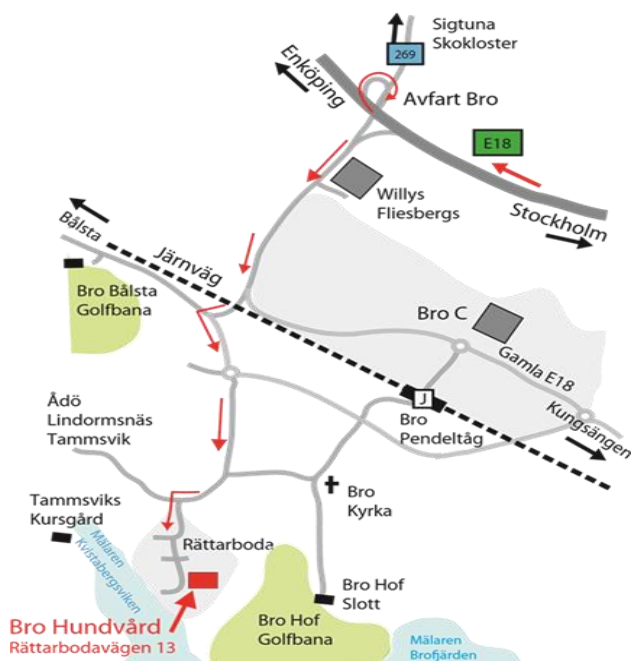 Sigtuna
Skokloster
269
Enköping
Avfart Bro
E18
Willys
Fliesbergs
Stockholm
Bålsta
Järnväg
Bro Bålsta
Golfbana
Bro C
Gamla E18
J
Bro
Pendeltåg
Kungsängen
Ådö
Lindormsnäs
Tammsvik
Bro
Kyrka
Tammsviks
Kursgård
Mälaren
Kvistabergsviken
Rättarboda
Bro Hof
Slott
Bro Hundvård
Rättarbodavägen 13
Bro Hof
Golfbana
Mälaren
Brofjärden